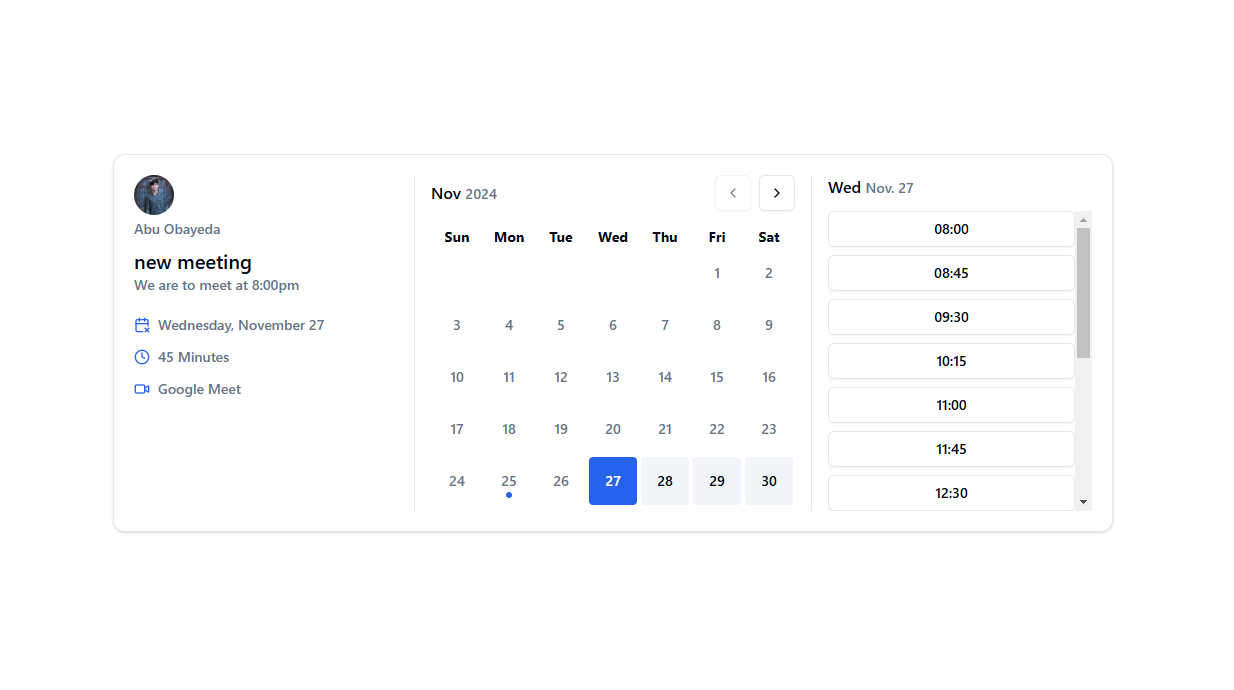 Abu Obayeda
new meeting
We are to meet at 8:00pm
Wednesday, November 27
45 Minutes
Google Meet
Nov 2024
Sun Mon Tue Wed Thu Fri Sat
1 2
3 4 5 6 7 8 9
10 11 12 13 14 15 16
17 18 19 20 21 22 23
24 25 26 27 28 29 30
Wed Nov. 27
08:00
08:45
09:30
10:15
11:00
11:45
12:30